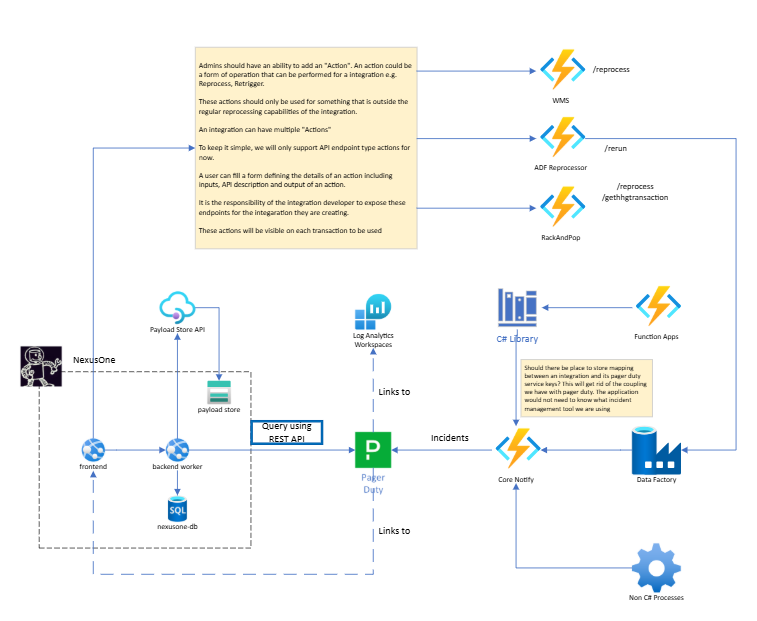 Admins should have an ability to add an "Action". An action could be
a form of operation that can be performed for a integration e.g.
Reprocess, Retrigger.
These actions should only be used for something that is outside the
regular reprocessing capabilities of the integration.
An integration can have multiple "Actions"
To keep it simple, we will only support API endpoint type actions for
now.
A user can fill a form defining the details of an action including
inputs, API description and output of an action.
It is the responsibility of the integration developer to expose these
endpoints for the integaration they are creating.
These actions will be visible on each transaction to be used
/reprocess
WMS
/rerun
ADF Reprocessor
/reprocess
/gethhgtransaction
RackAndPop
Payload Store API
Log Analytics
Workspaces
C# Library
Function Apps
NexusOne
Should there be place to store mapping
between an integration and its pager duty
service keys? This will get rid of the coupling
we have with pager duty. The application
would not need to know what incident
management tool we are using
payload store
Links to
Query using
REST API
Incidents
frontend
backend worker
Pager
Duty
Core Notify
Data Factory
SQL
nexusone-db
Links to
Non C# Processes